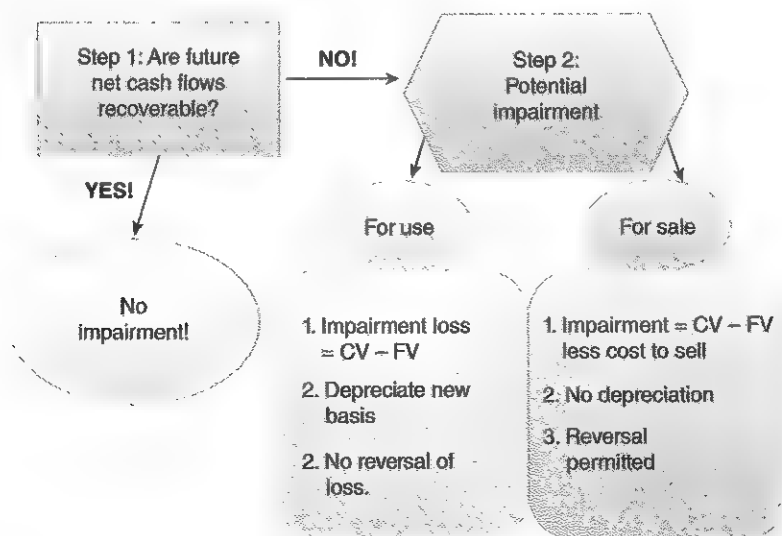 Step 1: Are future
net cash flows
recoverable?
NO!
Step 2:
Potential
impairment
YES!
No
impairment!
For use
1. Impairment loss
= CV – FV
2. Depreciate new
basis
2. No reversal of
loss.
For sale
1. Impairment = CV – FV
less cost to sell
2. No depreciation
3. Reversal
permitted